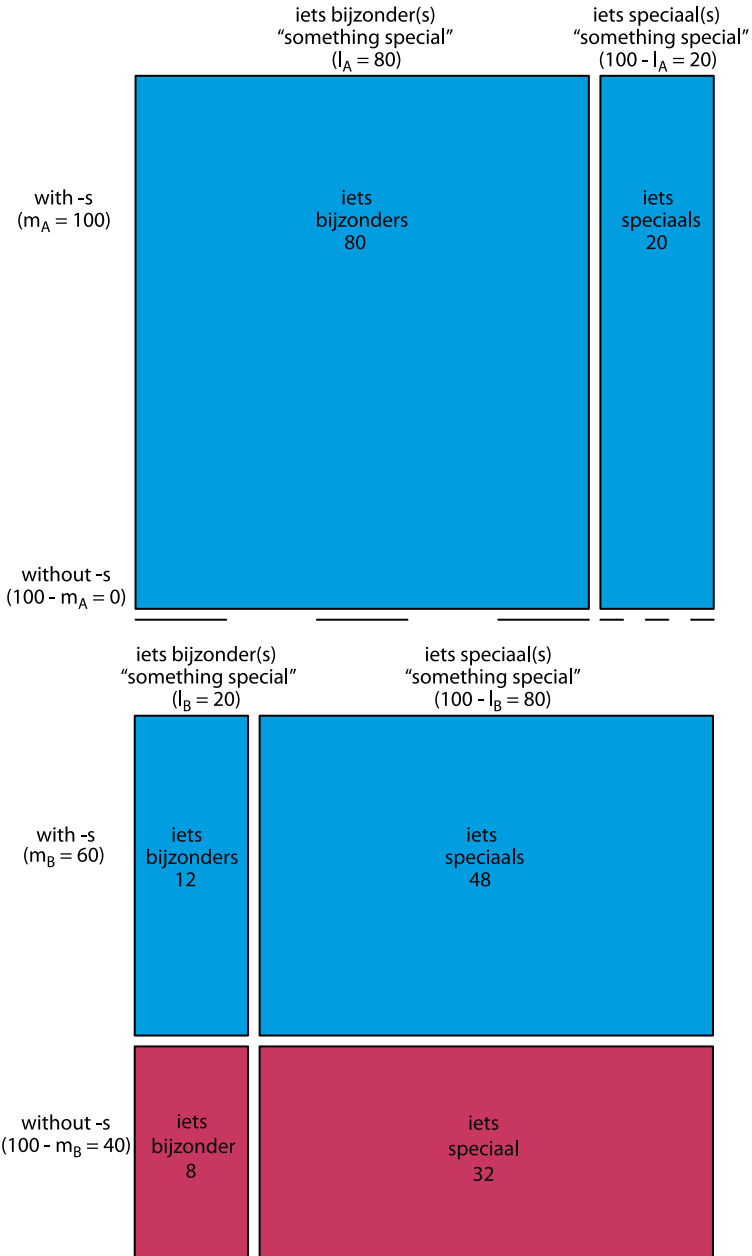 iets bijzonder(s)
“something special”
(l_A = 80)
iets speciaal(s)
“something special”
(100 - l_A = 20)
with -s
(m_A = 100)
iets
bijzonders
80
iets
speciaals
20
without -s
(100 - m_A = 0)
iets bijzonder(s)
“something special”
(l_B = 20)
iets speciaal(s)
“something special”
(100 - l_B = 80)
with -s
(m_B = 60)
iets
bijzonders
12
iets
speciaals
48
without -s
(100 - m_B = 40)
iets
bijzonder
8
iets
speciaal
32